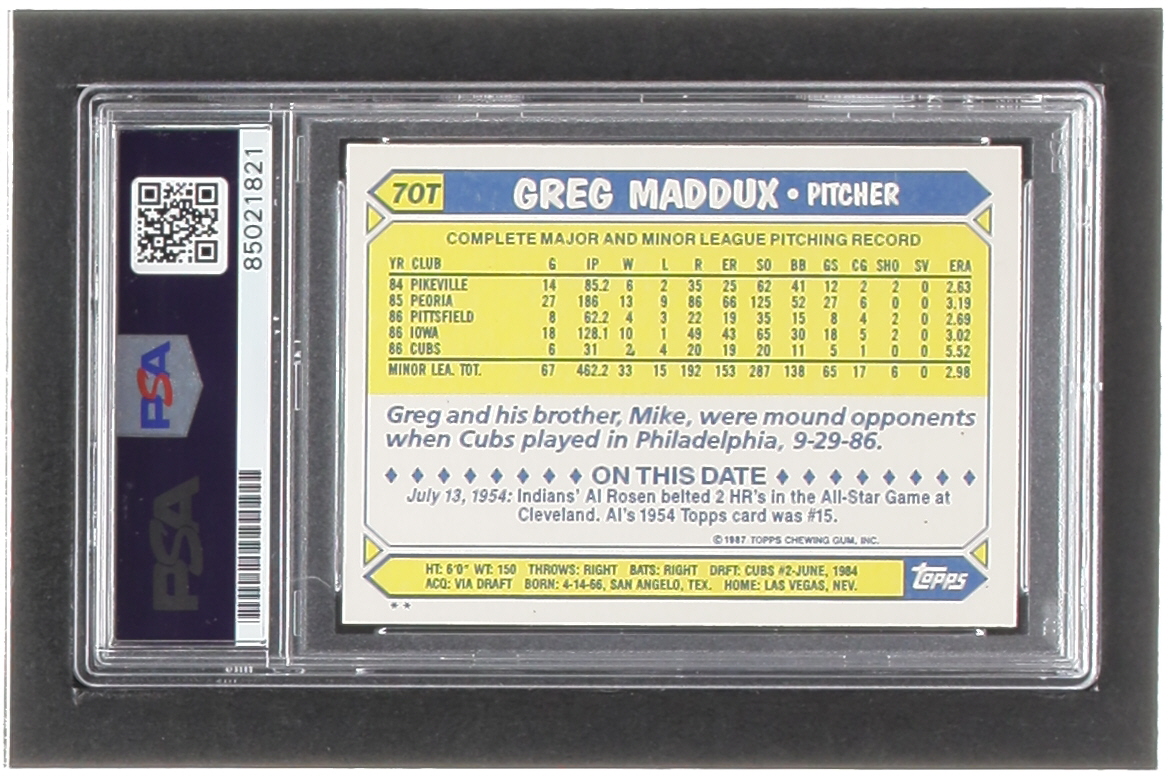 85021821
PSA
PSA
70T GREG MADDUX • PITCHER
COMPLETE MAJOR AND MINOR LEAGUE PITCHING RECORD
YR CLUB G IP W L R ER SO BB GS CG SHO SV ERA
84 PIKEVILLE 14 85.2 6 2 35 25 62 41 12 2 2 0 2.63
85 PEORIA 27 186 13 9 86 66 125 52 27 6 0 0 3.19
86 PITTSFIELD 8 62.2 4 3 22 19 35 15 8 4 2 0 2.69
86 IOWA 18 128.1 10 1 49 43 65 30 18 5 2 0 3.02
86 CUBS 6 31 2 4 20 19 20 11 5 1 0 0 5.52
MINOR LEA. TOT. 67 462.2 33 15 192 153 287 138 65 17 6 0 2.98
Greg and his brother, Mike, were mound opponents
when Cubs played in Philadelphia, 9-29-86.
♦ ♦ ♦ ♦ ♦ ♦ ♦ ♦ ♦ ON THIS DATE ♦ ♦ ♦ ♦ ♦ ♦ ♦ ♦ ♦
July 13, 1954: Indians' Al Rosen belted 2 HR's in the All-Star Game at
Cleveland. Al's 1954 Topps card was #15.
©1987 TOPPS CHEWING GUM, INC.
HT: 6'0" WT: 150 THROWS: RIGHT BATS: RIGHT DRFT: CUBS #2-JUNE, 1984
ACQ: VIA DRAFT BORN: 4-14-66, SAN ANGELO, TEX. HOME: LAS VEGAS, NEV.
Topps
**